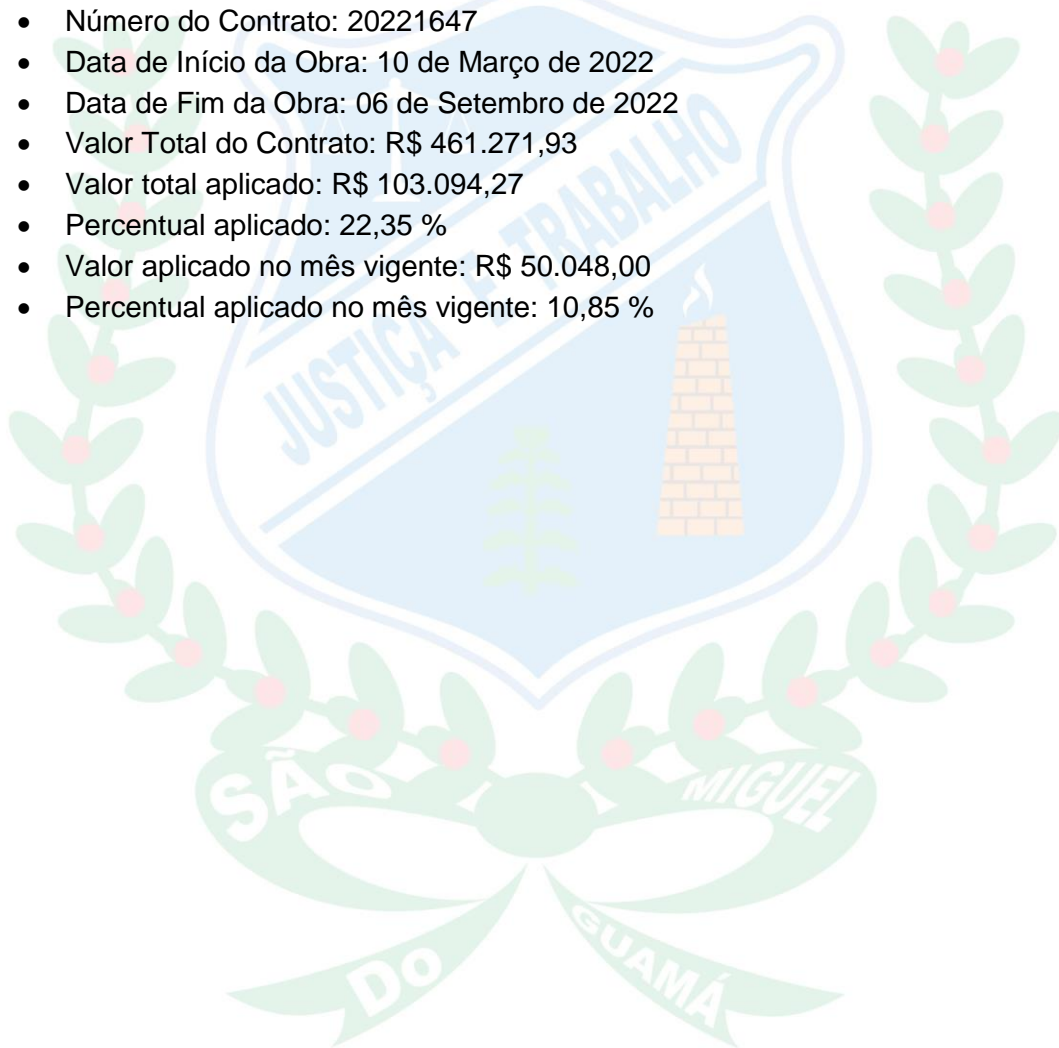 • Número do Contrato: 20221647
• Data de Início da Obra: 10 de Março de 2022
• Data de Fim da Obra: 06 de Setembro de 2022
• Valor Total do Contrato: R$ 461.271,93
• Valor total aplicado: R$ 103.094,27
• Percentual aplicado: 22,35 %
• Valor aplicado no mês vigente: R$ 50.048,00
• Percentual aplicado no mês vigente: 10,85 %
JUSTIÇA E TRABALHO
SÃO MIGUEL
DO GUAMÁ